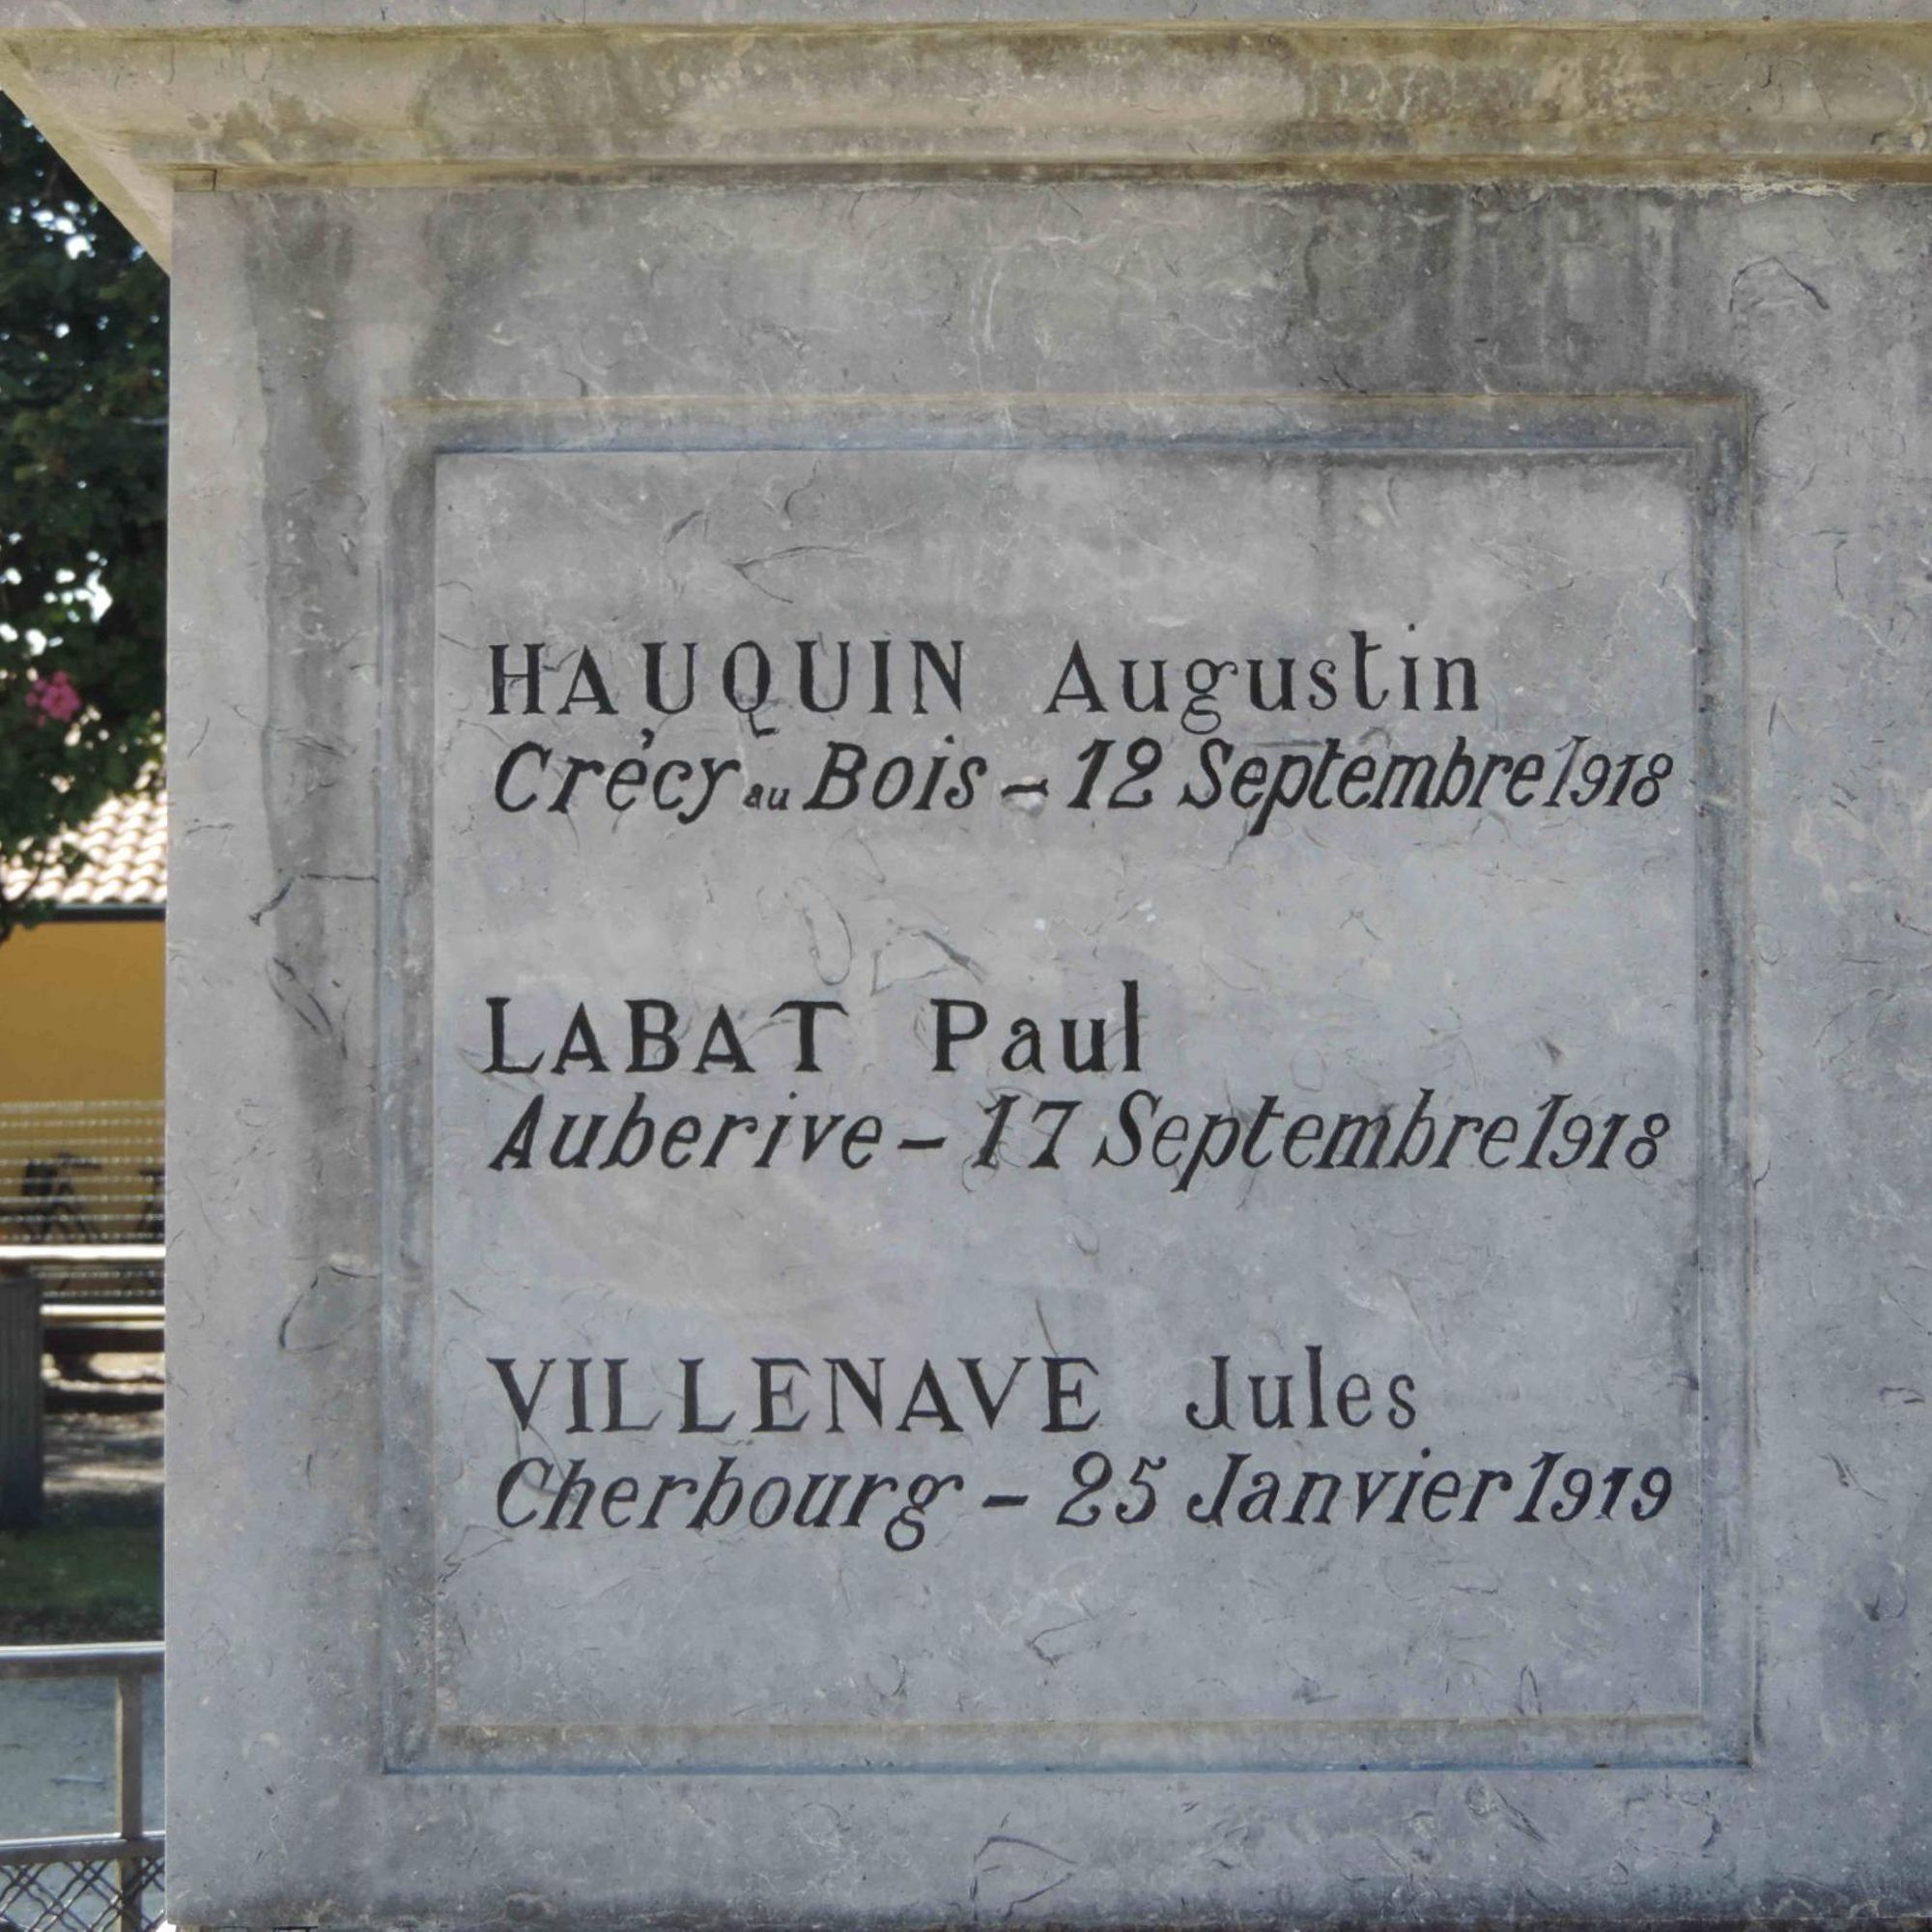 HAUQUIN Augustin
Crécy au Bois - 12 Septembre 1918
LABAT Paul
Auberive - 17 Septembre 1918
VILLENAVE Jules
Cherbourg - 25 Janvier 1919